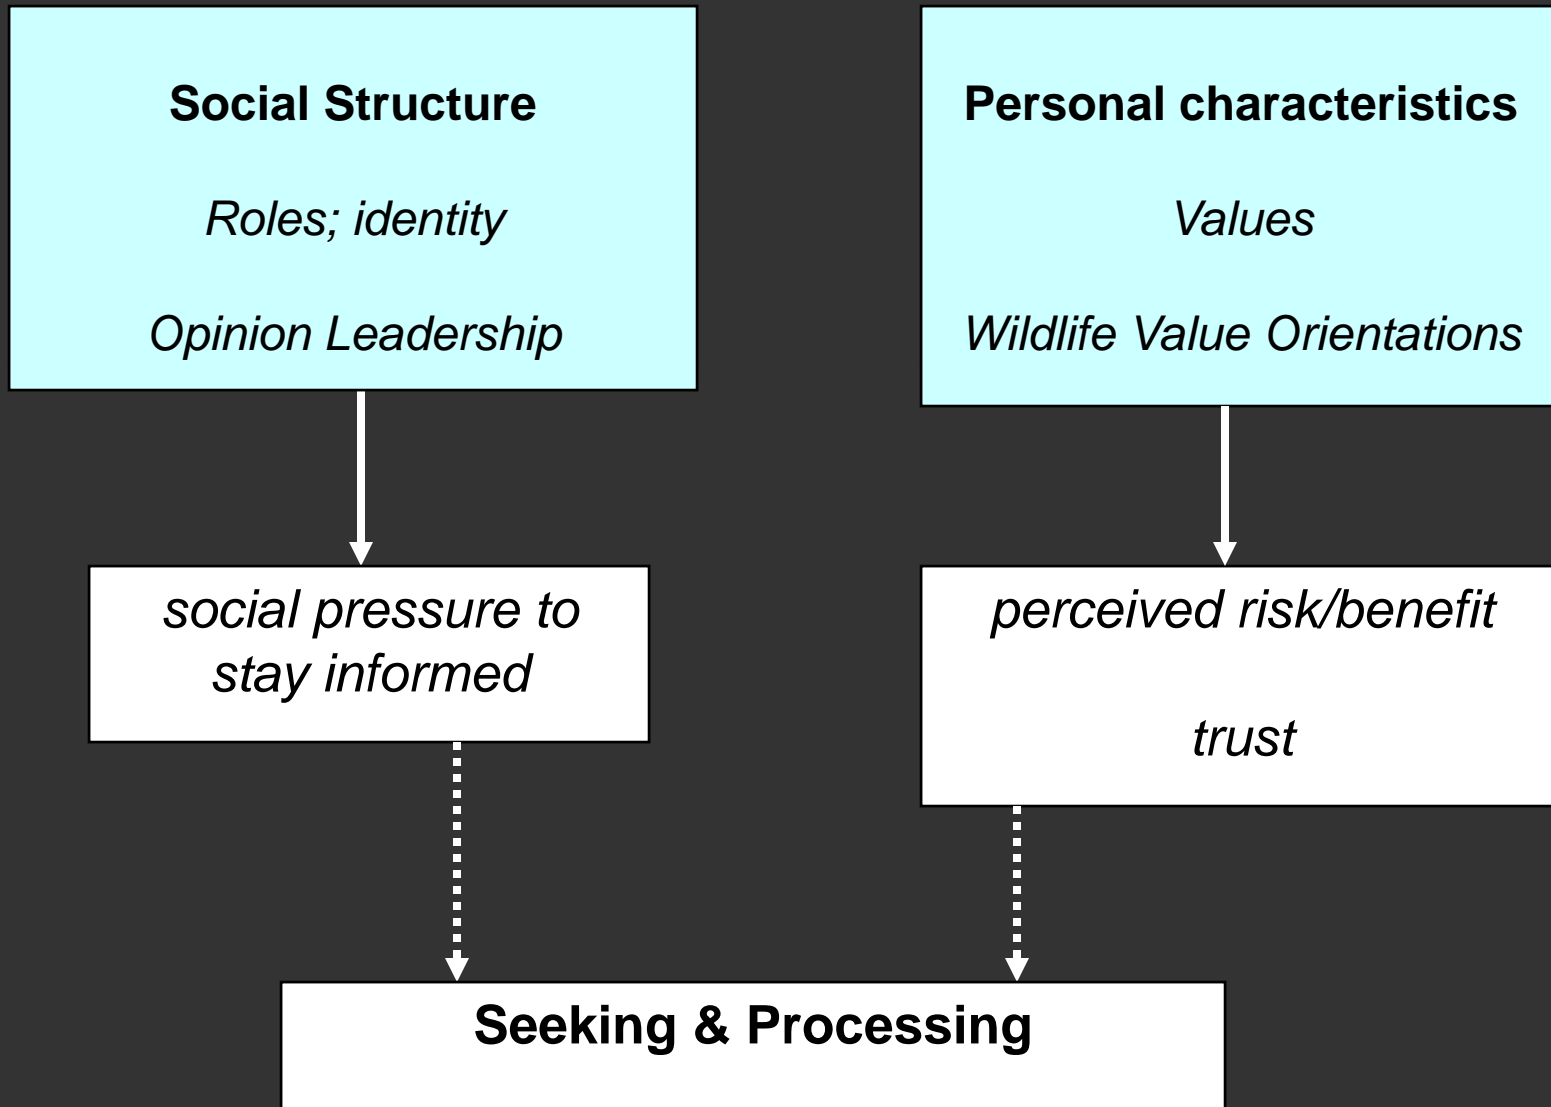 Social Structure
Roles; identity
Opinion Leadership
Personal characteristics
Values
Wildlife Value Orientations
social pressure to
stay informed
perceived risk/benefit
trust
Seeking & Processing